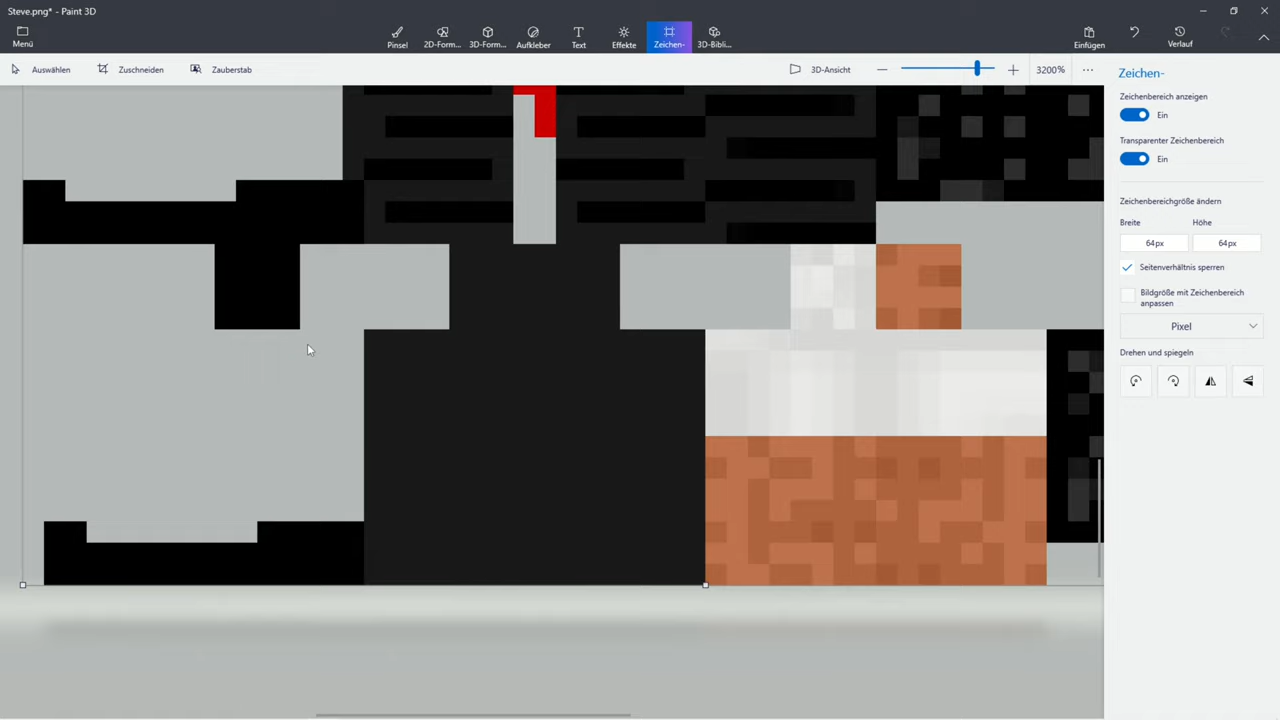 Steve.png* - Paint 3D
Menü
Pinsel
2D-Form...
3D-Form...
Aufkleber
Text
Effekte
Zeichen-
3D-Bibli...
Einfügen
Verlauf
Auswählen
Zuschneiden
Zauberstab
3D-Ansicht
3200%
Zeichen-
Zeichenbereich anzeigen
Ein
Transparenter Zeichenbereich
Ein
Zeichenbereichgröße ändern
Breite Höhe
64px 64px
Seitenverhältnis sperren
Bildgröße mit Zeichenbereich
anpassen
Pixel
Drehen und spiegeln